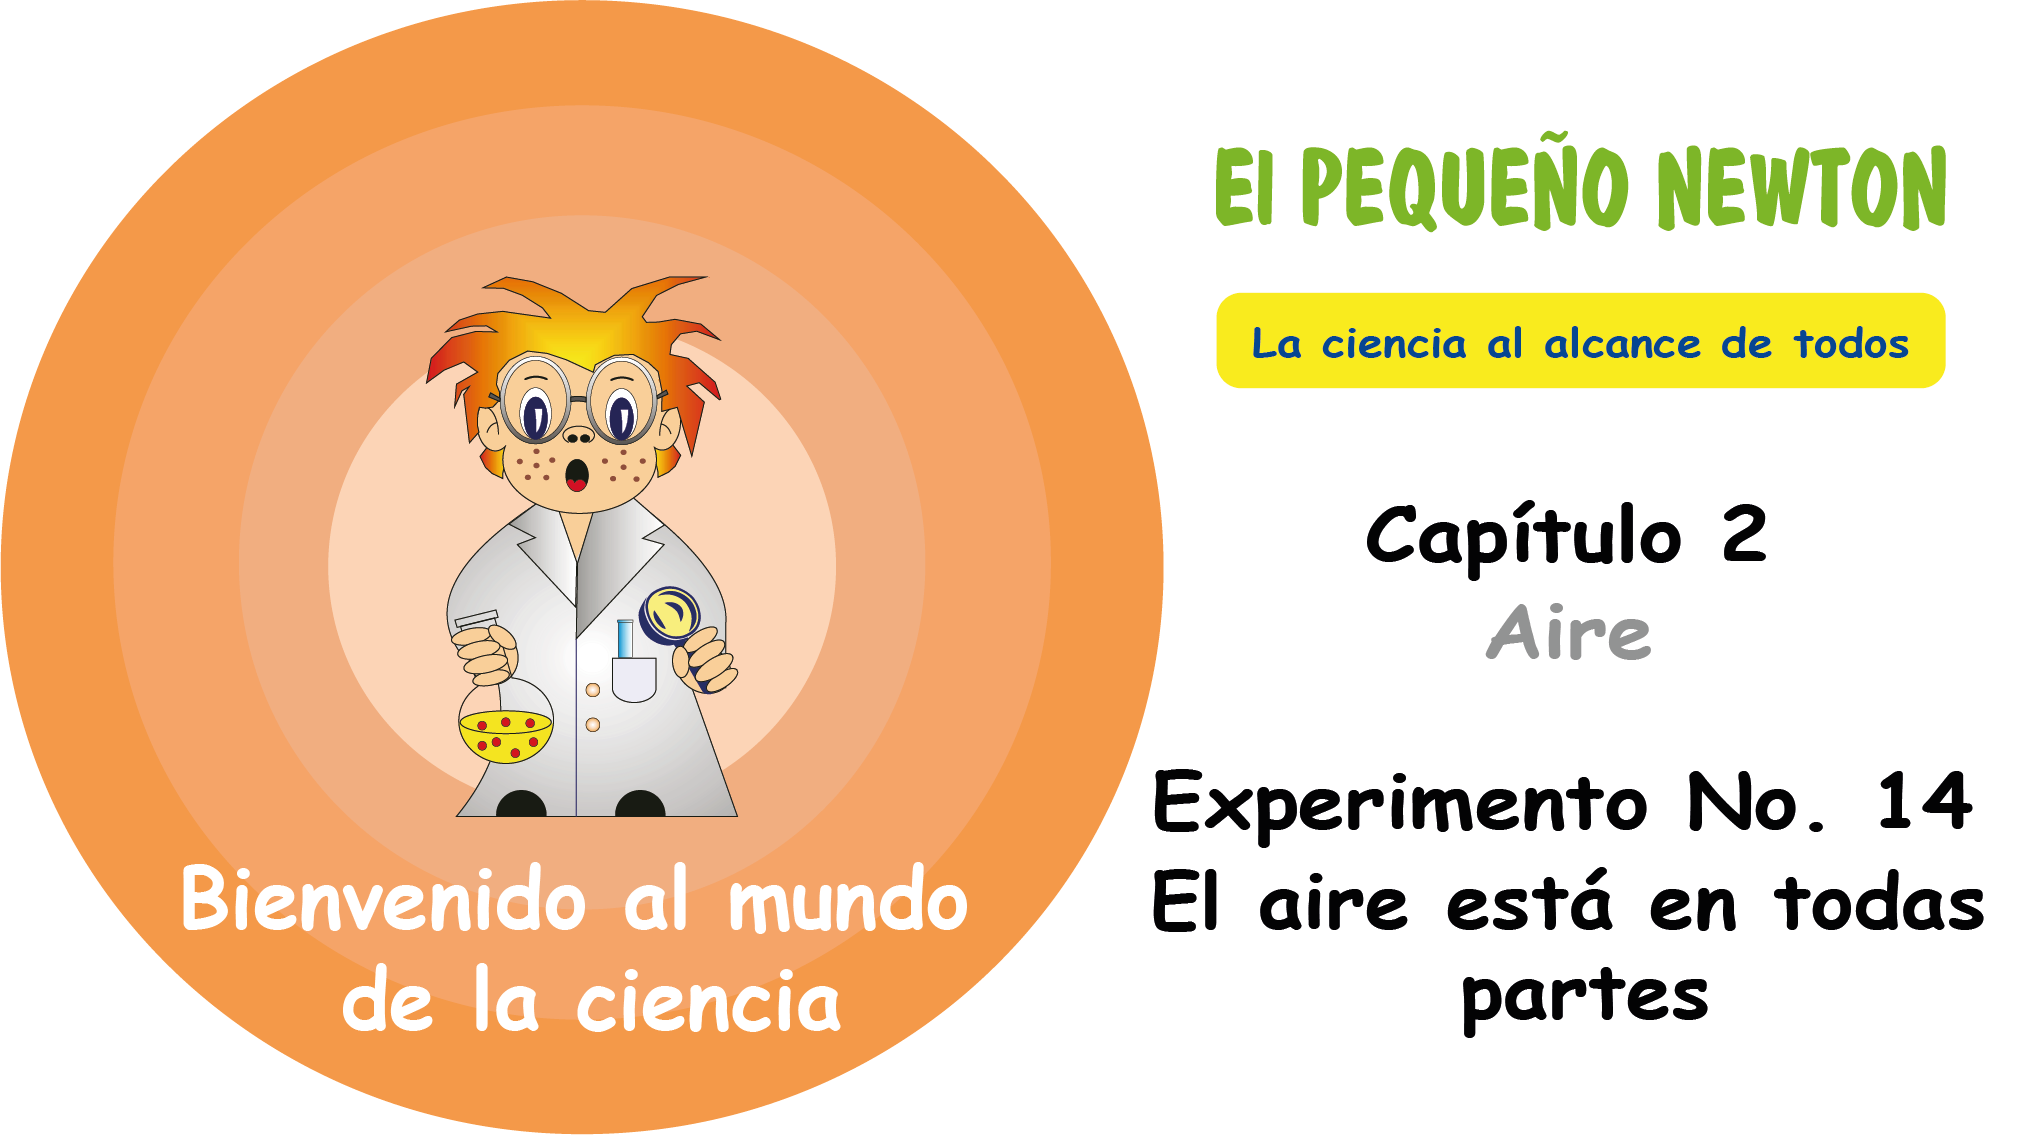 El PEQUEÑO NEWTON
La ciencia al alcance de todos
Capítulo 2
Aire
Experimento No. 14
El aire está en todas
partes
Bienvenido al mundo
de la ciencia